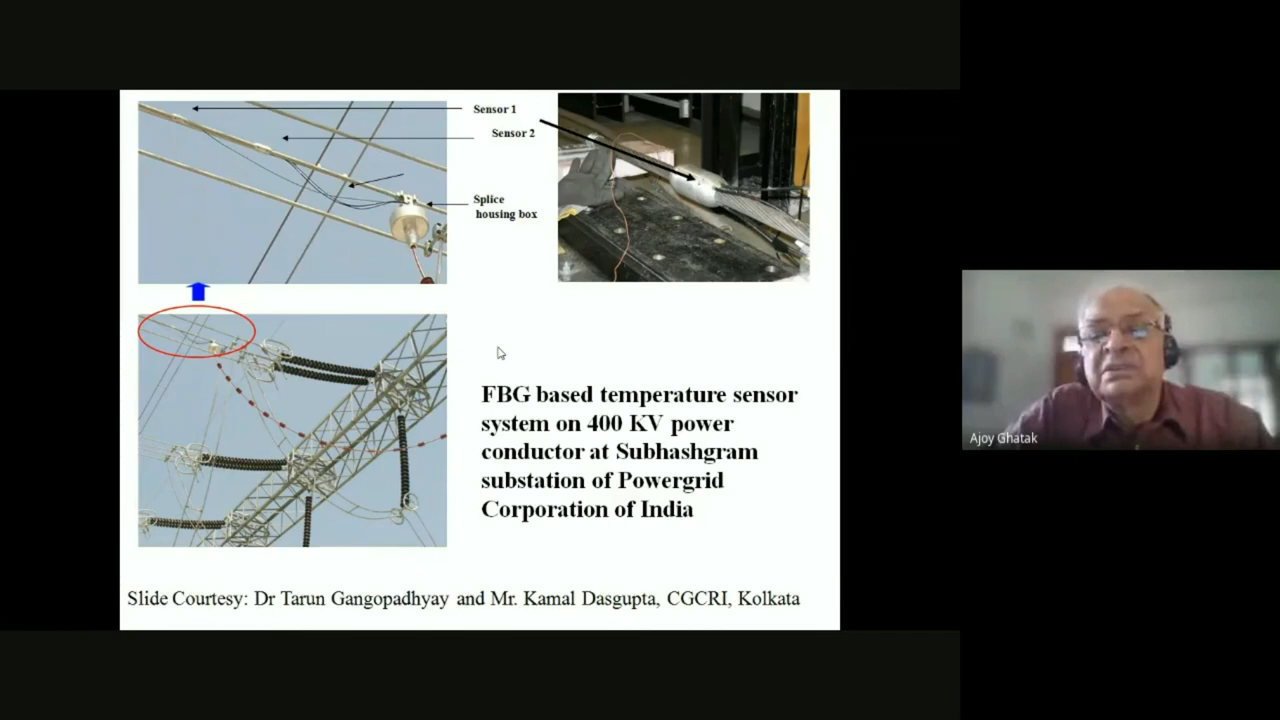 Sensor 1
Sensor 2
Splice
housing box
FBG based temperature sensor
system on 400 KV power
conductor at Subhashgram
substation of Powergrid
Corporation of India
Slide Courtesy: Dr Tarun Gangopadhyay and Mr. Kamal Dasgupta, CGCRI, Kolkata
Ajoy Ghatak